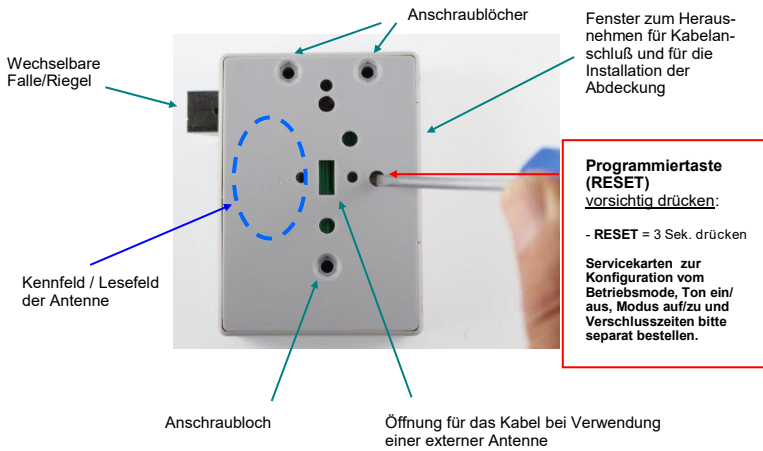 Anschraublöcher
Fenster zum Heraus-
nehmen für Kabelan-
schluß und für die
Installation der
Abdeckung
Wechselbare
Falle/Riegel
Programmiertaste
(RESET)
vorsichtig drücken:
- RESET = 3 Sek. drücken
Servicekarten zur
Konfiguration vom
Betriebsmode, Ton ein/
aus, Modus auf/zu und
Verschlusszeiten bitte
separat bestellen.
Kennfeld / Lesefeld
der Antenne
Anschraubloch
Öffnung für das Kabel bei Verwendung
einer externer Antenne